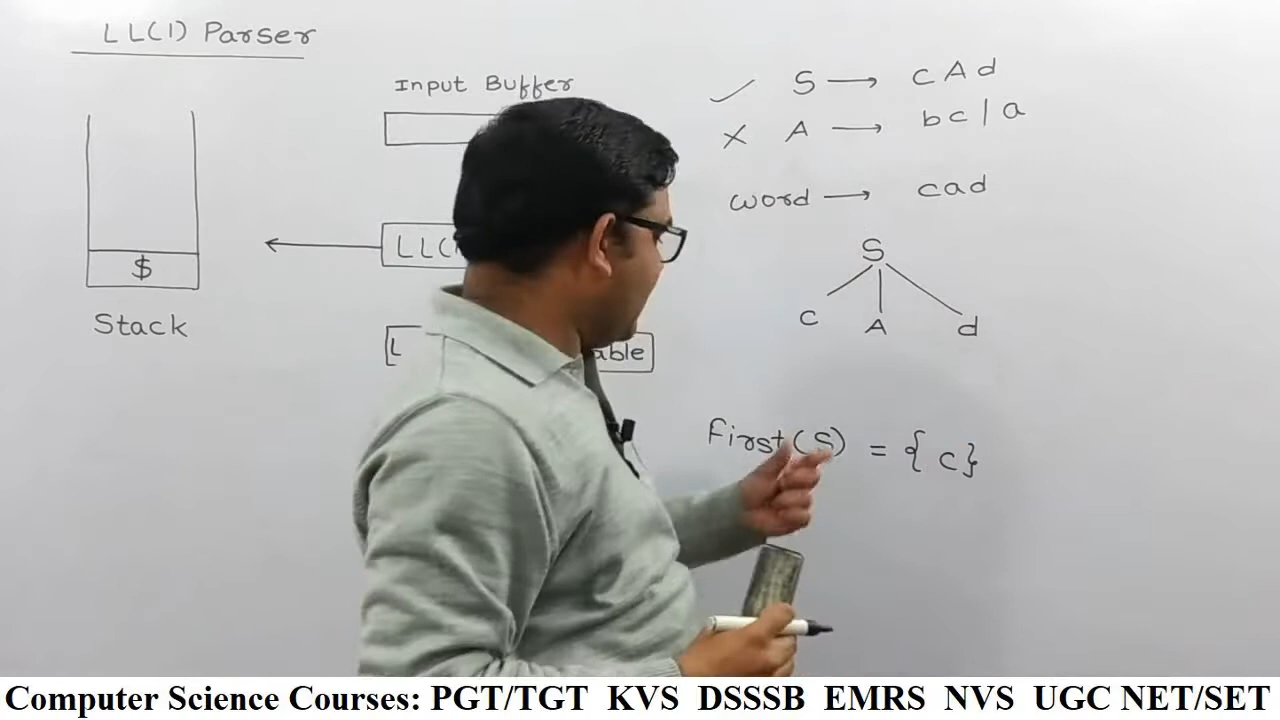 LL(1) Parser
Input Buffer
✓ S → cAd
✗ A → bc/a
word → cad
S
c A d
LL(1
$
Stack
L able
First(S) = {c}
Computer Science Courses: PGT/TGT KVS DSSSB EMRS NVS UGC NET/SET